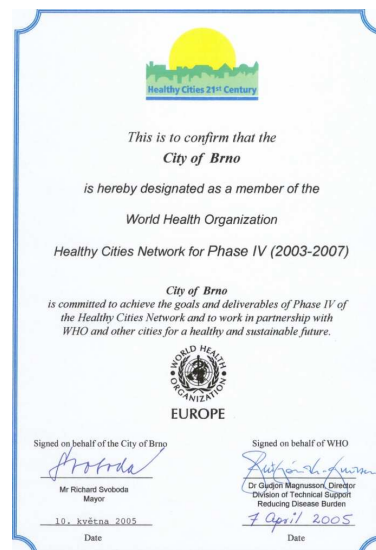 Healthy Cities 21st Century
This is to confirm that the
City of Brno
is hereby designated as a member of the
World Health Organization
Healthy Cities Network for Phase IV (2003-2007)
City of Brno
is committed to achieve the goals and deliverables of Phase IV of
the Healthy Cities Network and to work in partnership with
WHO and other cities for a healthy and sustainable future.
WORLD HEALTH ORGANIZATION
EUROPE
Signed on behalf of the City of Brno
Svoboda
Mr Richard Svoboda
Mayor
10. května 2005
Date
Signed on behalf of WHO
Dr Gudjon Magnusson, Director
Division of Technical Support
Reducing Disease Burden
7 April 2005
Date